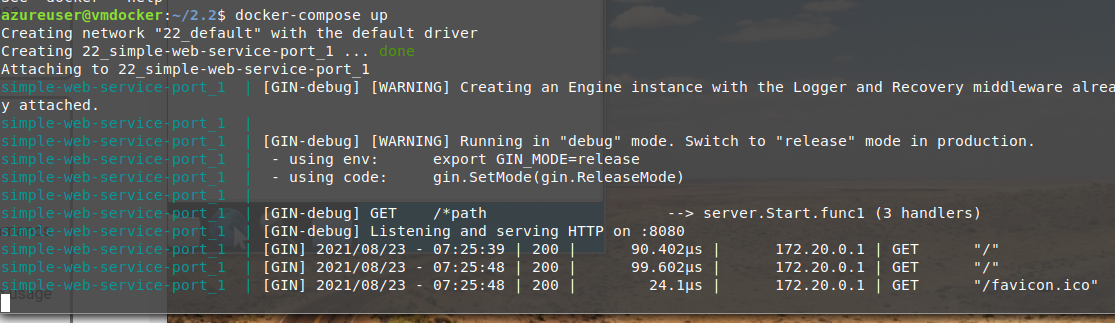 azureuser@vmdocker:~/2.2$ docker-compose up
Creating network "22_default" with the default driver
Creating 22_simple-web-service-port_1 ... done
Attaching to 22_simple-web-service-port_1
simple-web-service-port_1  | [GIN-debug] [WARNING] Creating an Engine instance with the Logger and Recovery middleware alrea
y attached.
simple-web-service-port_1  |
simple-web-service-port_1  | [GIN-debug] [WARNING] Running in "debug" mode. Switch to "release" mode in production.
simple-web-service-port_1  |  - using env:      export GIN_MODE=release
simple-web-service-port_1  |  - using code:     gin.SetMode(gin.ReleaseMode)
simple-web-service-port_1  |
simple-web-service-port_1  | [GIN-debug] GET    /*path                    --> server.Start.func1 (3 handlers)
simple-web-service-port_1  | [GIN-debug] Listening and serving HTTP on :8080
simple-web-service-port_1  | [GIN] 2021/08/23 - 07:25:39 | 200 |      90.402µs |      172.20.0.1 | GET      "/"
simple-web-service-port_1  | [GIN] 2021/08/23 - 07:25:48 | 200 |      99.602µs |      172.20.0.1 | GET      "/"
simple-web-service-port_1  | [GIN] 2021/08/23 - 07:25:48 | 200 |        24.1µs |      172.20.0.1 | GET      "/favicon.ico"
usage